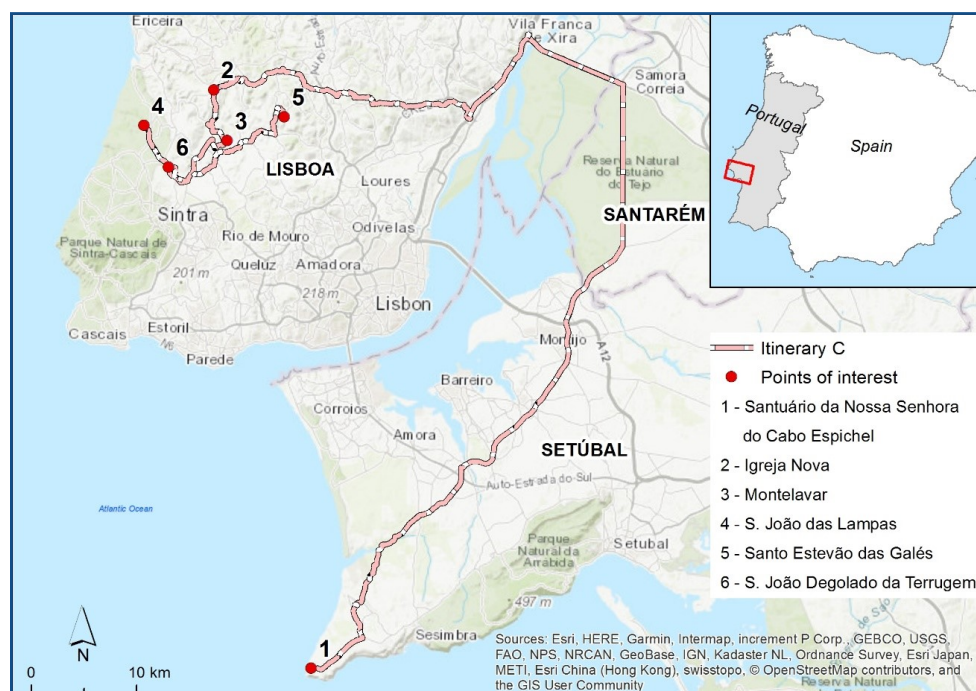 Ericeira
Vila Franca
de Xira
Samora
Correia
2
4
5
3
6
LISBOA
Loures
Reserva Natural
do Estuário
do Tejo
Sintra
SANTARÉM
Odivelas
Rio de Mouro
Parque Natural de
Sintra-Cascais
201 m
Queluz
Amadora
218 m
Lisbon
Estoril
Cascais
Parede
Montijo
A12
Barreiro
Corroios
Amora
SETÚBAL
Auto-Estrada do Sul
Atlantic Ocean
Parque
Natural da
Arrábida
Setubal
497 m
Sesimbra
1
N
0
10 km
Portugal
Spain
Itinerary C
Points of interest
1 - Santuário da Nossa Senhora
do Cabo Espichel
2 - Igreja Nova
3 - Montelavar
4 - S. João das Lampas
5 - Santo Estevão das Galés
6 - S. João Degolado da Terrugem
Sources: Esri, HERE, Garmin, Intermap, increment P Corp., GEBCO, USGS,
FAO, NPS, NRCAN, GeoBase, IGN, Kadaster NL, Ordnance Survey, Esri Japan,
METI, Esri China (Hong Kong), swisstopo, © OpenStreetMap contributors, and
the GIS User Community